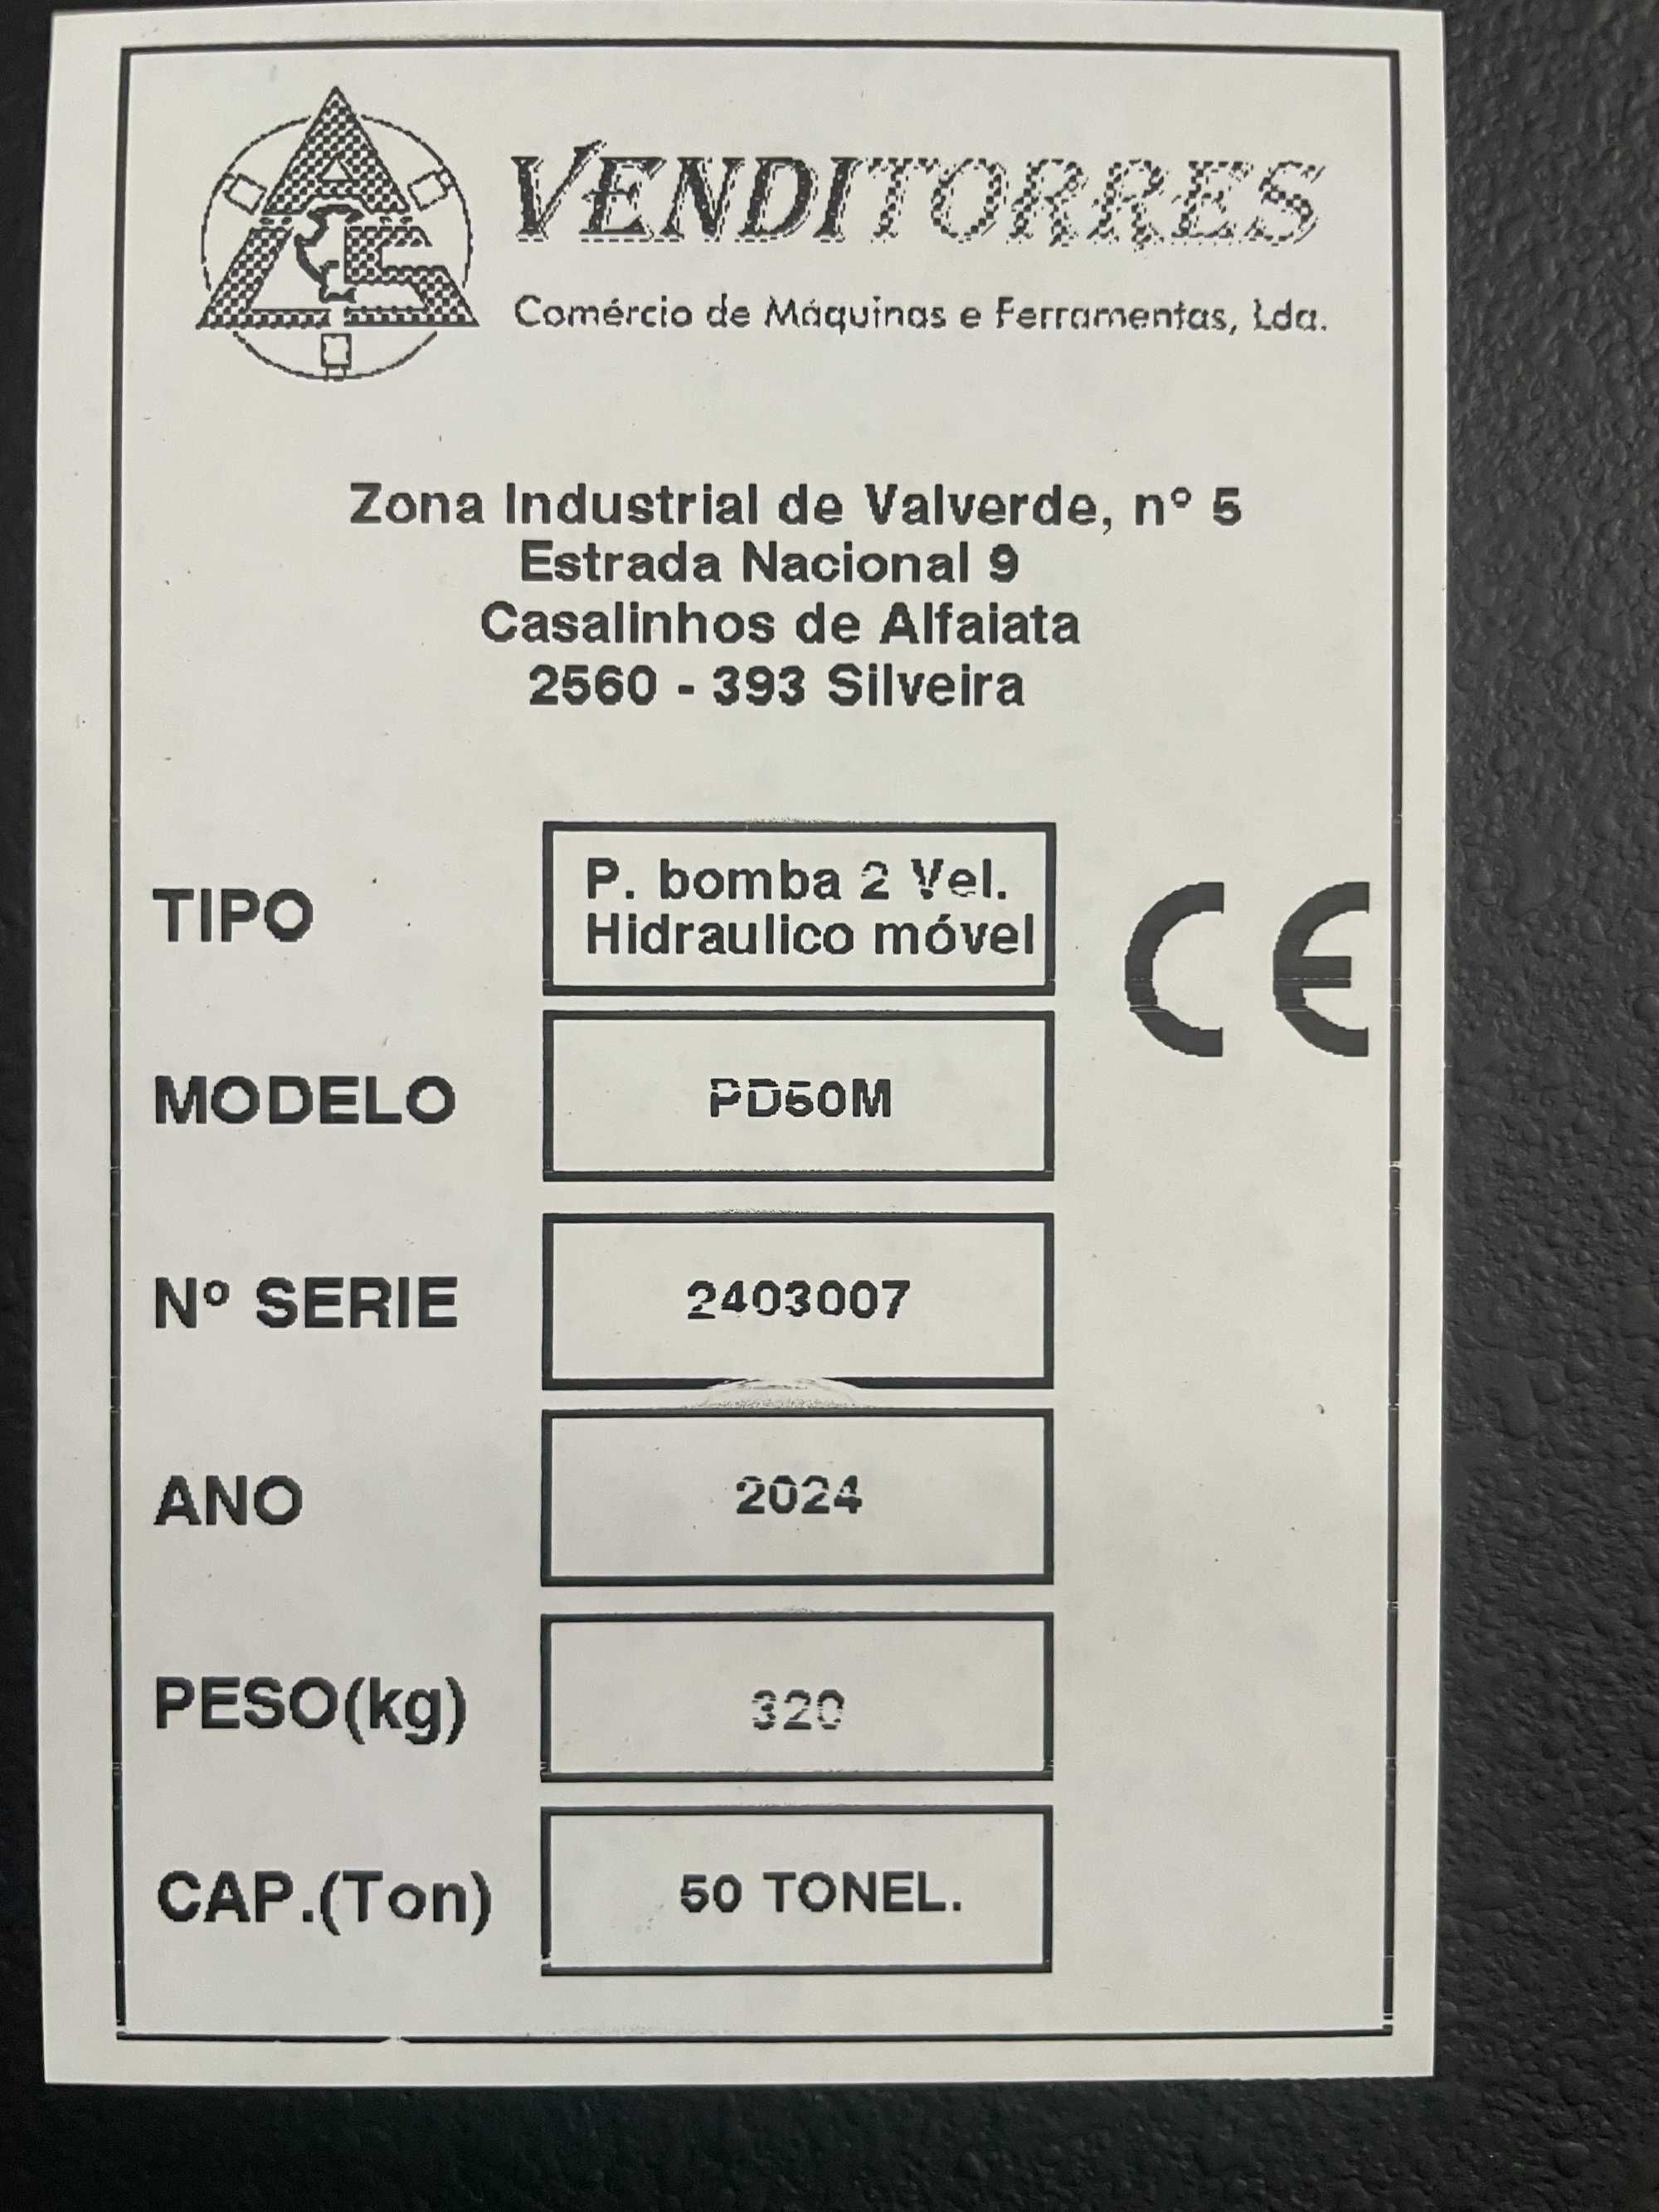 VENDITORRES
Comércio de Máquinas e Ferramentas, Lda.
Zona Industrial de Valverde, nº 5
Estrada Nacional 9
Casalinhos de Alfaiata
2560 - 393 Silveira
TIPO
P. bomba 2 Vel.
Hidraulico móvel
CE
MODELO
PD50M
Nº SERIE
2403007
ANO
2024
PESO(kg)
320
CAP.(Ton)
50 TONEL.